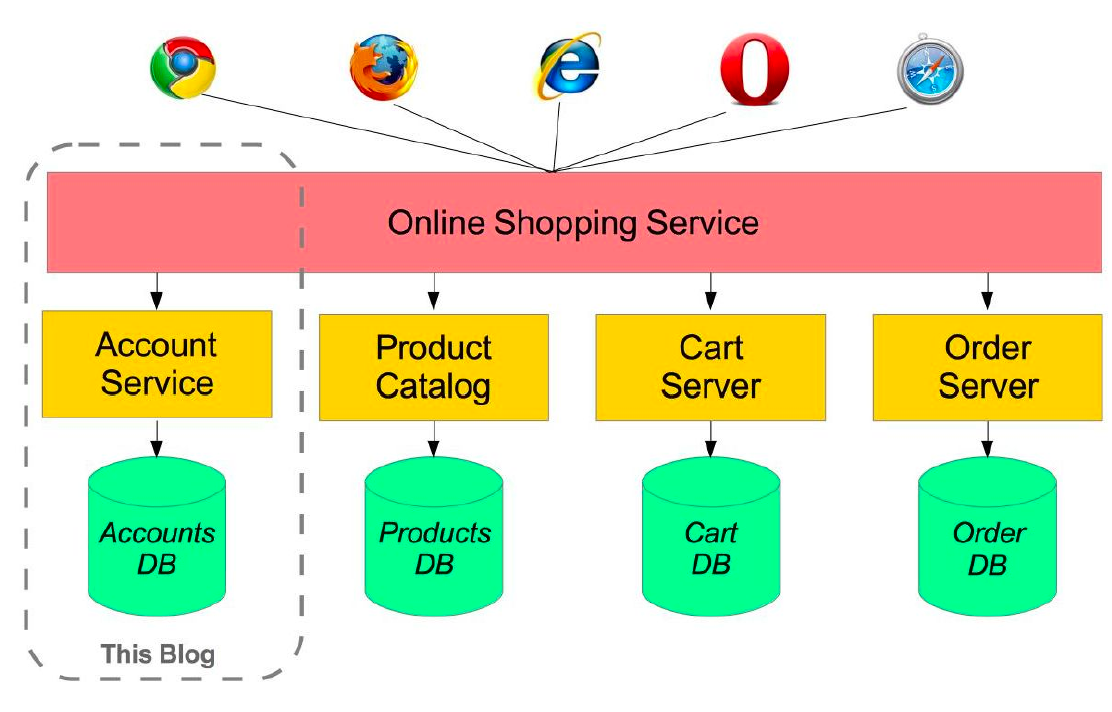 Online Shopping Service
Account
Service
Product
Catalog
Cart
Server
Order
Server
Accounts
DB
Products
DB
Cart
DB
Order
DB
This Blog